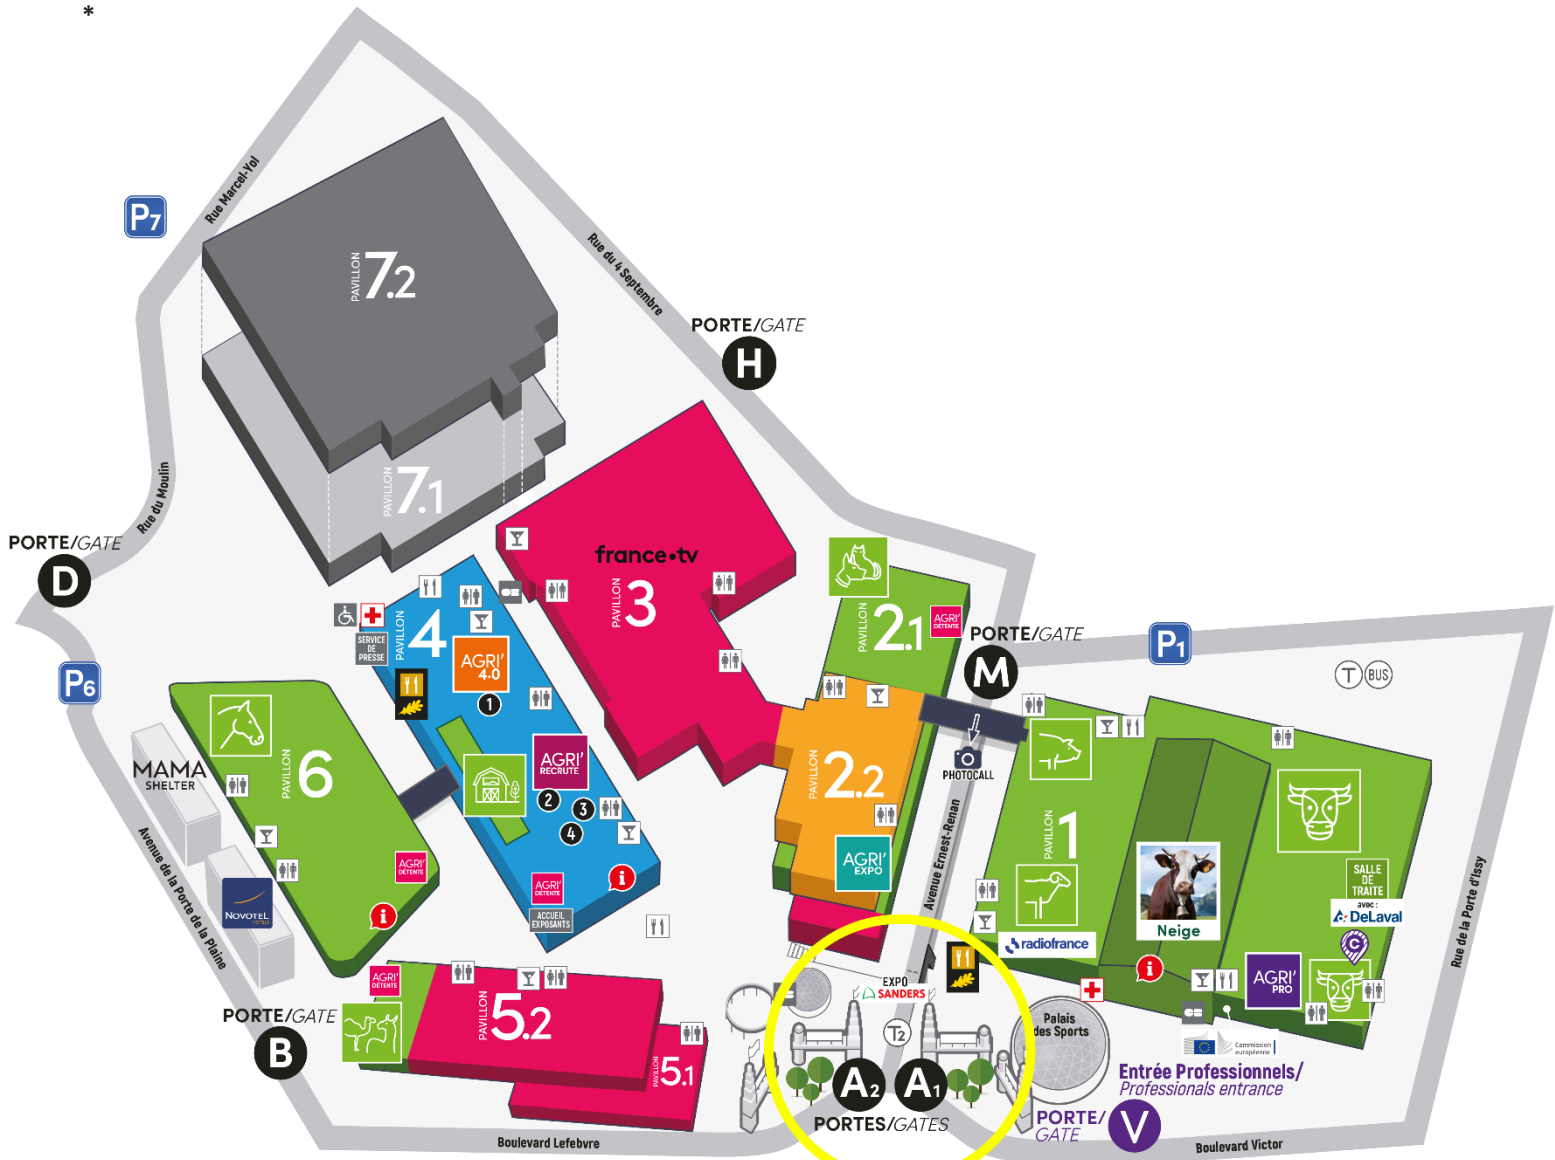 *
P7
Rue Marcel-Yol
PAVILLON
7.2
Rue du 4 Septembre
PORTE/GATE
H
PAVILLON
7.1
Rue du Moulin
PORTE/GATE
D
P6
france•tv
PAVILLON
3
PAVILLON
4
SERVICE
DE
PRESSE
AGRI'
4.0
1
AGRI'
RECRUTE
2
3
4
i
AGRI'
DÉTENTE
ACCUEIL
EXPOSANTS
PAVILLON
2.1
AGRI'
DÉTENTE
PORTE/GATE
M
P1
T
BUS
PHOTOCALL
PAVILLON
2.2
AGRI'
EXPO
Avenue Ernest-Renan
MAMA
SHELTER
PAVILLON
6
AGRI'
DÉTENTE
i
NOVOTEL
Avenue de la Porte de la Plaine
PAVILLON
1
radiofrance
Neige
i
AGRI'
PRO
SALLE
DE
TRAITE
avec :
DeLaval
C
Rue de la Porte d'Issy
Commission
européenne
AGRI'
DÉTENTE
PAVILLON
5.2
PAVILLON
5.1
PORTE/GATE
B
EXPO
SANDERS
T2
A2
A1
PORTES/GATES
Palais
des Sports
Entrée Professionnels/
Professionals entrance
PORTE/
GATE
V
Boulevard Lefebvre
Boulevard Victor